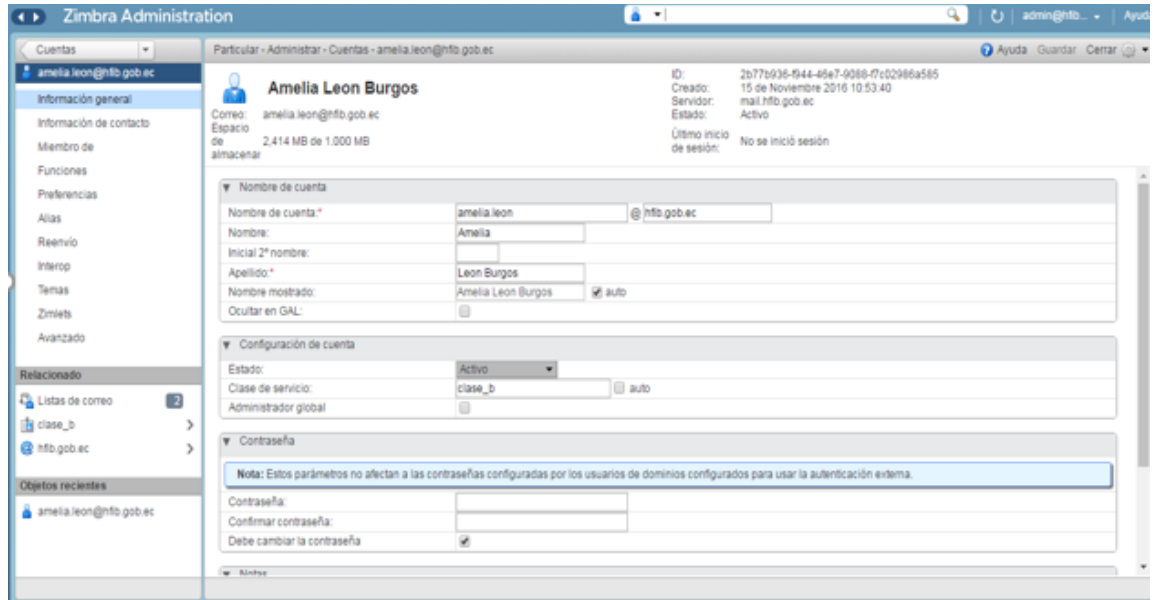 Zimbra Administration
admin@hfib... Ayuda
Cuentas
Particular - Administrar - Cuentas - amelia.leon@hfib.gob.ec
Ayuda Guardar Cerrar
amelia.leon@hfib.gob.ec
Información general
Información de contacto
Miembro de
Funciones
Preferencias
Alias
Reenvío
Interop
Temas
Zimlets
Avanzado
Relacionado
Listas de correo 2
clase_b
hfib.gob.ec
Objetos recientes
amelia.leon@hfib.gob.ec
Amelia Leon Burgos
Correo: amelia.leon@hfib.gob.ec
Espacio de almacenar 2,414 MB de 1.000 MB
ID: 2b77b936-f944-46e7-9088-f7c02986a585
Creado: 15 de Noviembre 2016 10:53:40
Servidor: mail.hfib.gob.ec
Estado: Activo
Último inicio de sesión: No se inició sesión
Nombre de cuenta
Nombre de cuenta:* amelia.leon @ hfib.gob.ec
Nombre: Amelia
Inicial 2º nombre:
Apellido:* Leon Burgos
Nombre mostrado: Amelia Leon Burgos auto
Ocultar en GAL:
Configuración de cuenta
Estado: Activo
Clase de servicio: clase_b auto
Administrador global
Contraseña
Nota: Estos parámetros no afectan a las contraseñas configuradas por los usuarios de dominios configurados para usar la autenticación externa.
Contraseña:
Confirmar contraseña:
Debe cambiar la contraseña
Notas